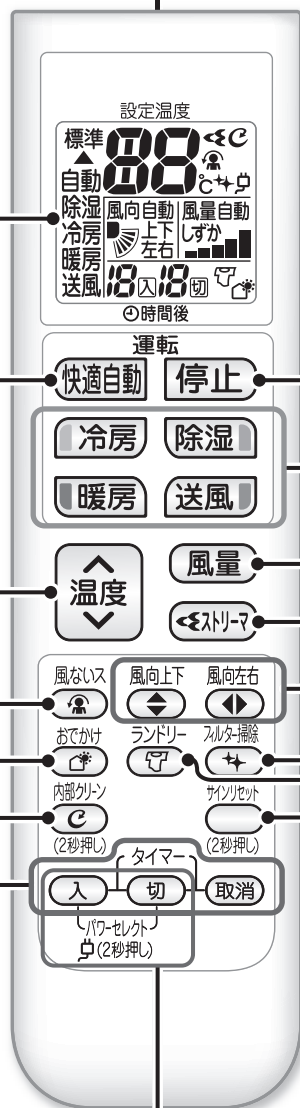 設定温度
標準 88
自動 ℃
除湿 風向自動 風量自動
冷房 上下 しずか
暖房 左右
送風 18入18切
時間後
運転
快適自動 停止
冷房 除湿
暖房 送風
温度 風量
ストリーマ
風ないス 風向上下 風向左右
おでかけ ランドリー フィルター掃除
内部クリーン サインリセット
(2秒押し) (2秒押し)
タイマー
入 切 取消
パワーセレクト
(2秒押し)